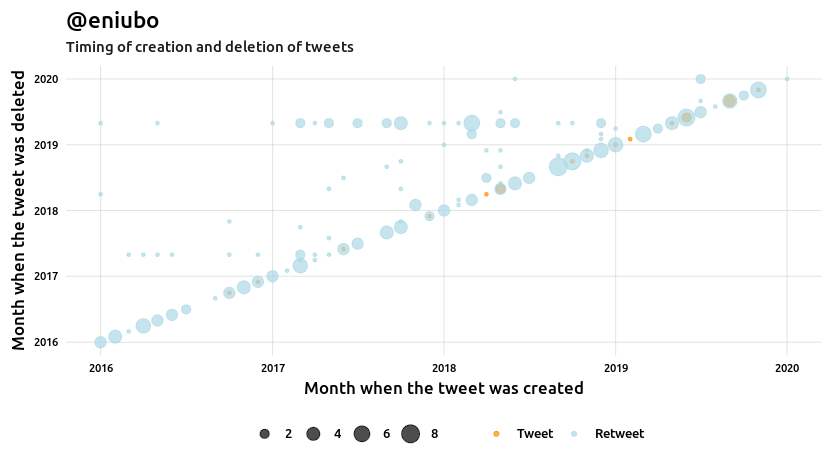 @eniubo
Timing of creation and deletion of tweets
Month when the tweet was deleted
2020
2019
2018
2017
2016
2016 2017 2018 2019 2020
Month when the tweet was created
2 4 6 8 Tweet Retweet